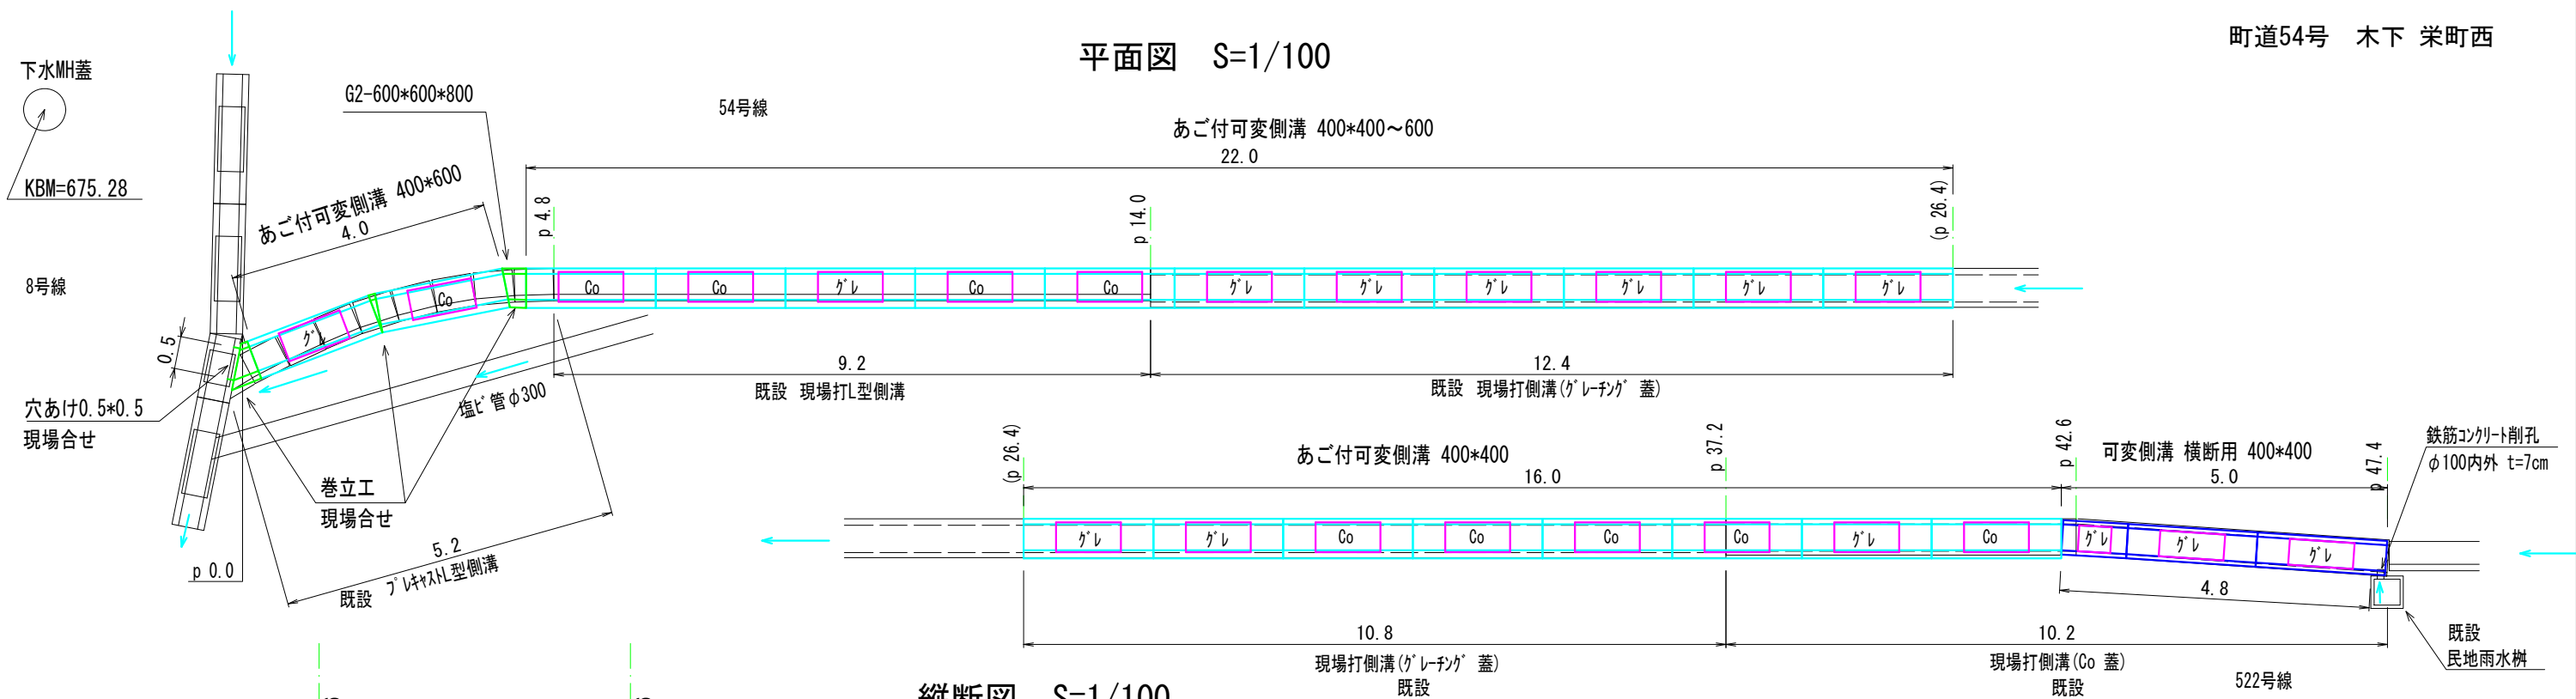 平面図 S=1/100
町道54号 木下 栄町西
下水MH蓋
KBM=675.28
G2-600*600*800
54号線
8号線
あご付可変側溝 400*400～600
22.0
あご付可変側溝 400*600
4.0
p 4.8
p 14.0
(p 26.4)
Co
Co
グレ
Co
Co
グレ
グレ
グレ
グレ
グレ
グレ
Co
グレ
0.5
穴あけ0.5*0.5
現場合せ
9.2
既設 現場打L型側溝
12.4
既設 現場打側溝(グレーチング 蓋)
塩ビ管φ300
巻立工
現場合せ
p 0.0
5.2
既設 プレキャストL型側溝
(p 26.4)
あご付可変側溝 400*400
16.0
p 37.2
p 42.6
可変側溝 横断用 400*400
5.0
p 47.4
鉄筋コンクリート削孔
φ100内外 t=7cm
グレ
グレ
Co
Co
Co
Co
グレ
Co
グレ
グレ
グレ
4.8
10.8
現場打側溝(グレーチング 蓋)
既設
10.2
現場打側溝(Co 蓋)
既設
既設
民地雨水桝
522号線
縦断図 S=1/100